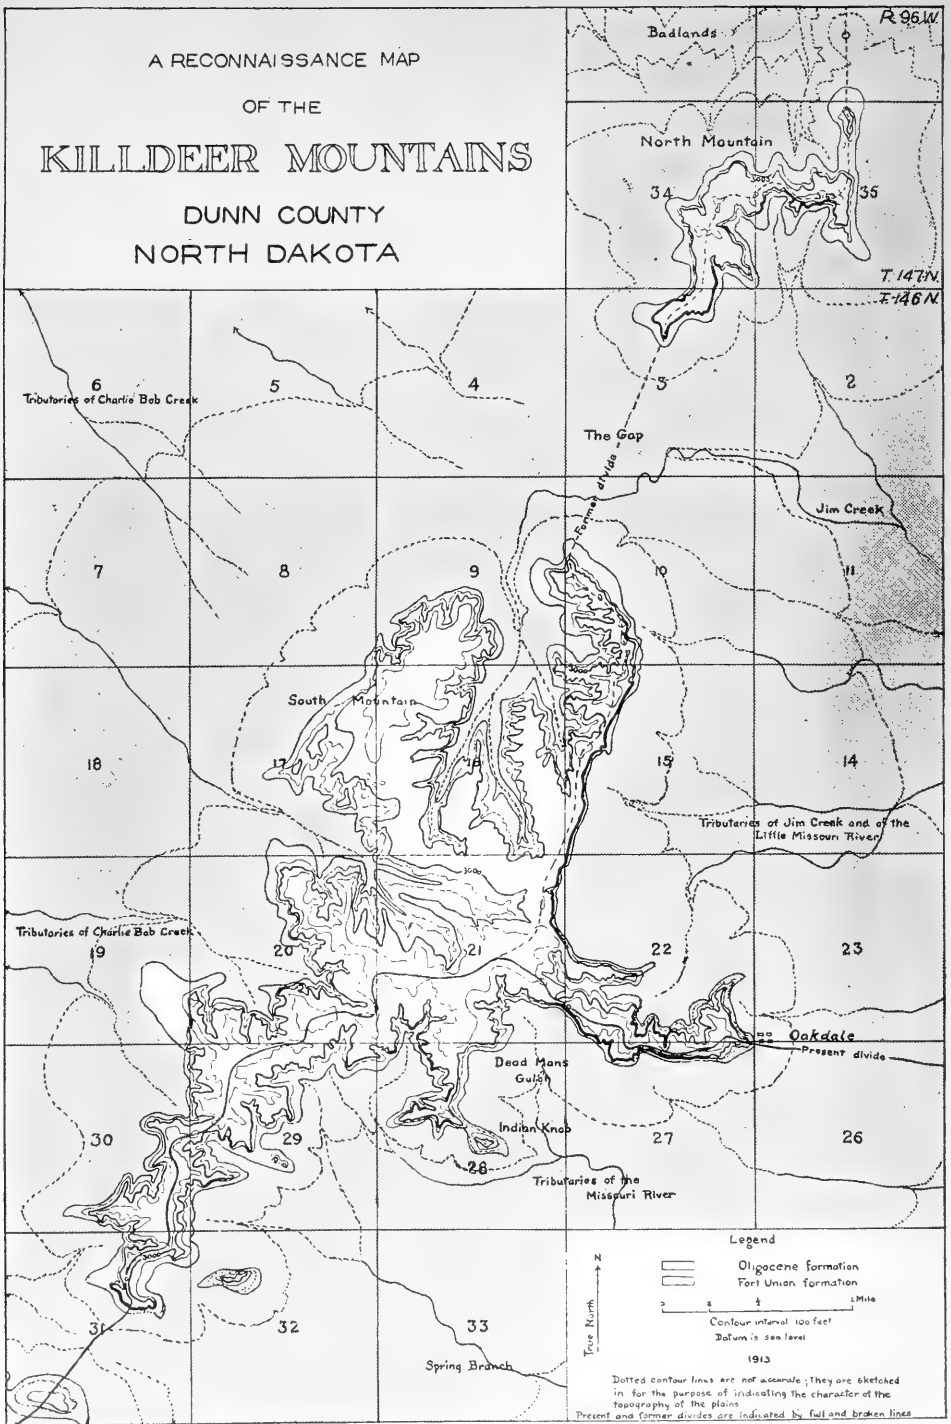 A RECONNAISSANCE MAP
OF THE
KILLDEER MOUNTAINS
DUNN COUNTY
NORTH DAKOTA
R. 96 W.
Badlands
North Mountain
3003
34
35
T. 147 N.
T. 146 N.
6
5
4
3
2
Tributaries of Charlie Bob Creek
The Gap
Former divide
Jim Creek
7
8
9
10
11
3000
South Mountain
18
17
16
15
14
Tributaries of Jim Creek and of the
Little Missouri River
3000
Tributaries of Charlie Bob Creek
19
20
21
22
23
Oakdale
Present divide
Dead Mans
Gulch
Indian Knob
30
29
28
27
26
Tributaries of the
Missouri River
3000
31
32
33
Spring Branch
Legend
Oligocene formation
Fort Union formation
N
True North
1 Mile
Contour interval 100 feet
Datum is sea level
1913
Dotted contour lines are not accurate; they are sketched
in for the purpose of indicating the character of the
topography of the plains
Present and former divides are indicated by full and broken lines